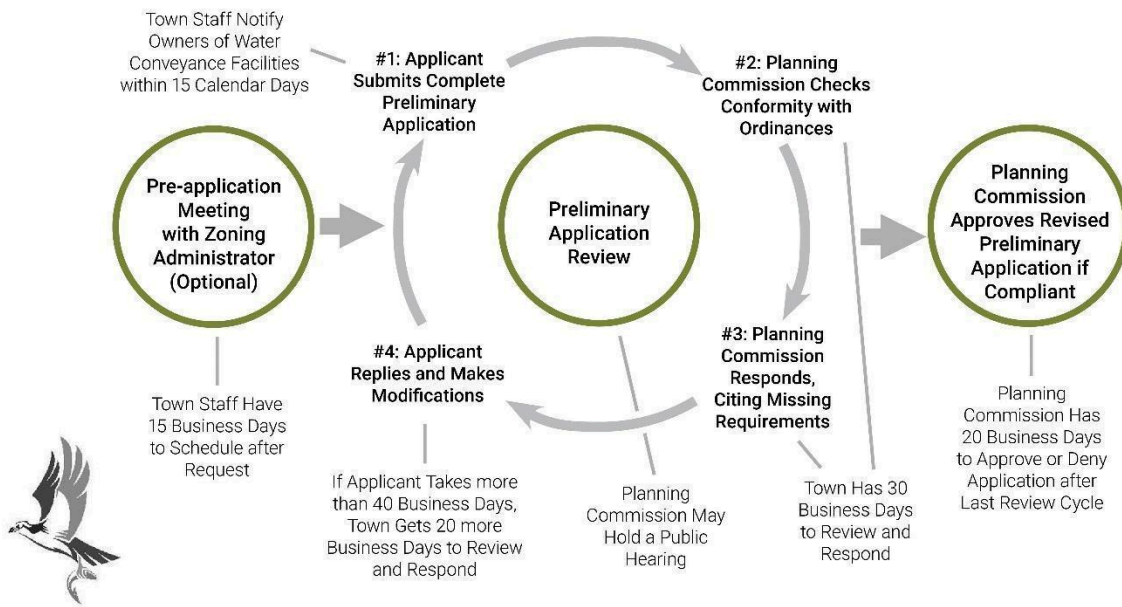 Town Staff Notify
Owners of Water
Conveyance Facilities
within 15 Calendar Days
#1: Applicant
Submits Complete
Preliminary
Application
#2: Planning
Commission Checks
Conformity with
Ordinances
Pre-application
Meeting
with Zoning
Administrator
(Optional)
Preliminary
Application
Review
Planning
Commission
Approves Revised
Preliminary
Application if
Compliant
#4: Applicant
Replies and Makes
Modifications
#3: Planning
Commission
Responds,
Citing Missing
Requirements
Town Staff Have
15 Business Days
to Schedule after
Request
If Applicant Takes more
than 40 Business Days,
Town Gets 20 more
Business Days to Review
and Respond
Planning
Commission May
Hold a Public
Hearing
Town Has 30
Business Days
to Review and
Respond
Planning
Commission Has
20 Business Days
to Approve or Deny
Application after
Last Review Cycle